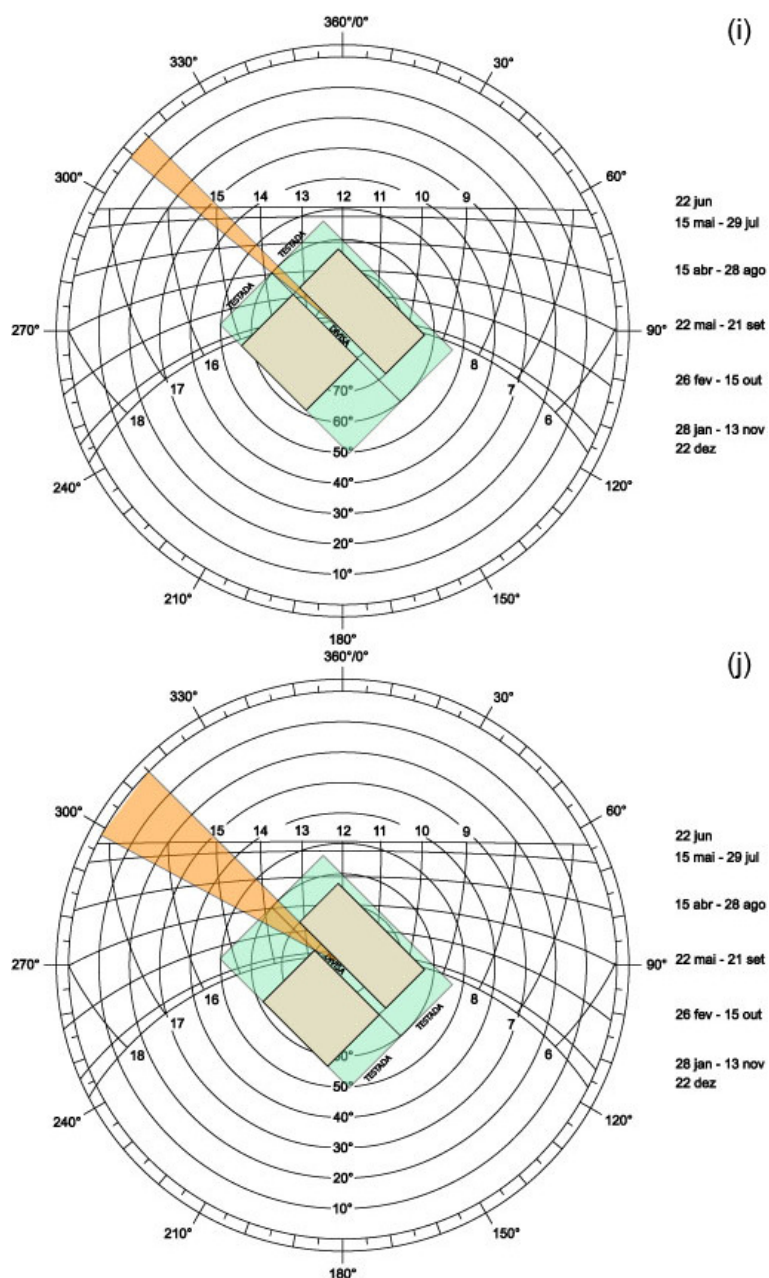 (i)
360°/0°
330°
30°
300°
60°
15 14 13 12 11 10 9
22 jun
15 mai - 29 jul
TESTADA
TESTADA
15 abr - 28 ago
270°
DIVISA
90°
22 mai - 21 set
16
8
17
7
70°
26 fev - 15 out
18
60°
6
28 jan - 13 nov
50°
22 dez
240°
40°
120°
30°
20°
10°
210°
150°
180°
(j)
360°/0°
330°
30°
300°
60°
15 14 13 12 11 10 9
22 jun
15 mai - 29 jul
15 abr - 28 ago
270°
DIVISA
90°
22 mai - 21 set
16
8
TESTADA
17
7
26 fev - 15 out
18
60°
6
TESTADA
28 jan - 13 nov
50°
22 dez
240°
40°
120°
30°
20°
10°
210°
150°
180°